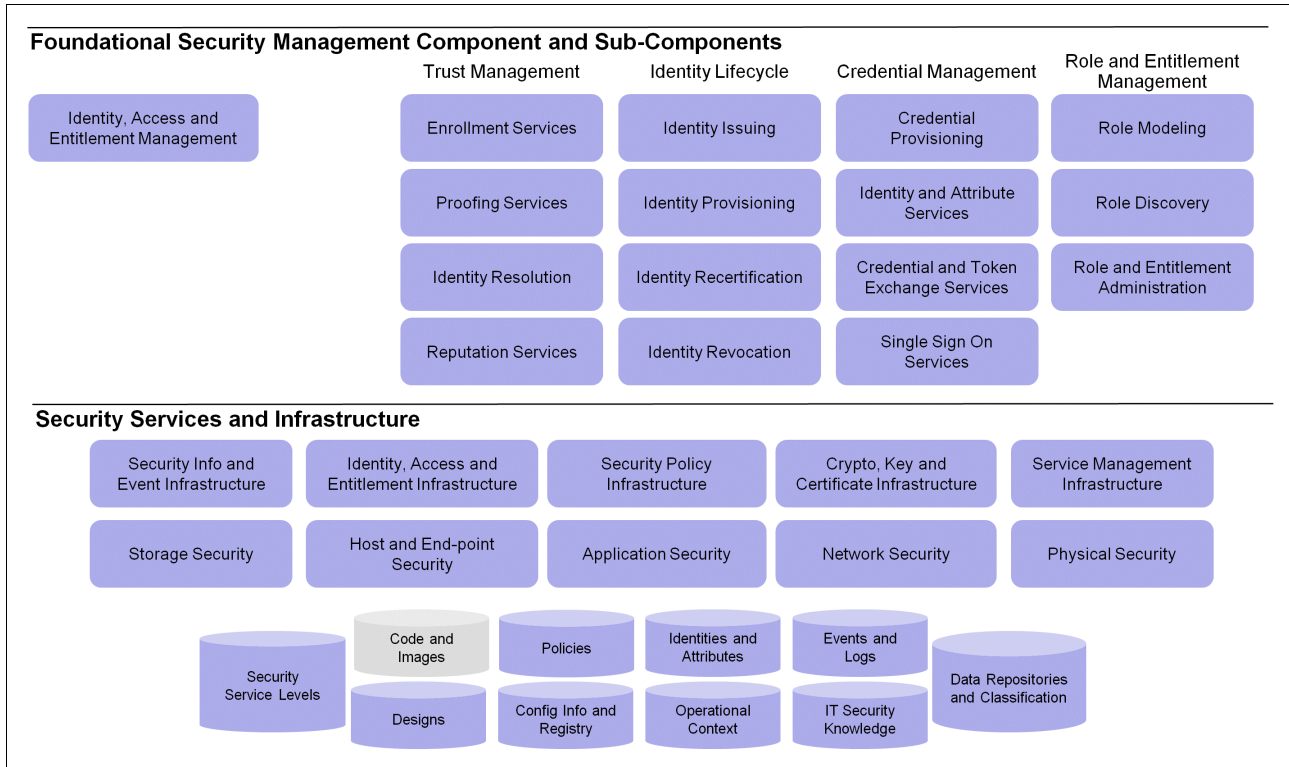 Foundational Security Management Component and Sub-Components
Trust Management
Identity Lifecycle
Credential Management
Role and Entitlement
Management
Identity, Access and
Entitlement Management
Enrollment Services
Identity Issuing
Credential
Provisioning
Role Modeling
Proofing Services
Identity Provisioning
Identity and Attribute
Services
Role Discovery
Identity Resolution
Identity Recertification
Credential and Token
Exchange Services
Role and Entitlement
Administration
Reputation Services
Identity Revocation
Single Sign On
Services
Security Services and Infrastructure
Security Info and
Event Infrastructure
Identity, Access and
Entitlement Infrastructure
Security Policy
Infrastructure
Crypto, Key and
Certificate Infrastructure
Service Management
Infrastructure
Storage Security
Host and End-point
Security
Application Security
Network Security
Physical Security
Security
Service Levels
Code and
Images
Policies
Identities and
Attributes
Events and
Logs
Data Repositories
and Classification
Designs
Config Info and
Registry
Operational
Context
IT Security
Knowledge